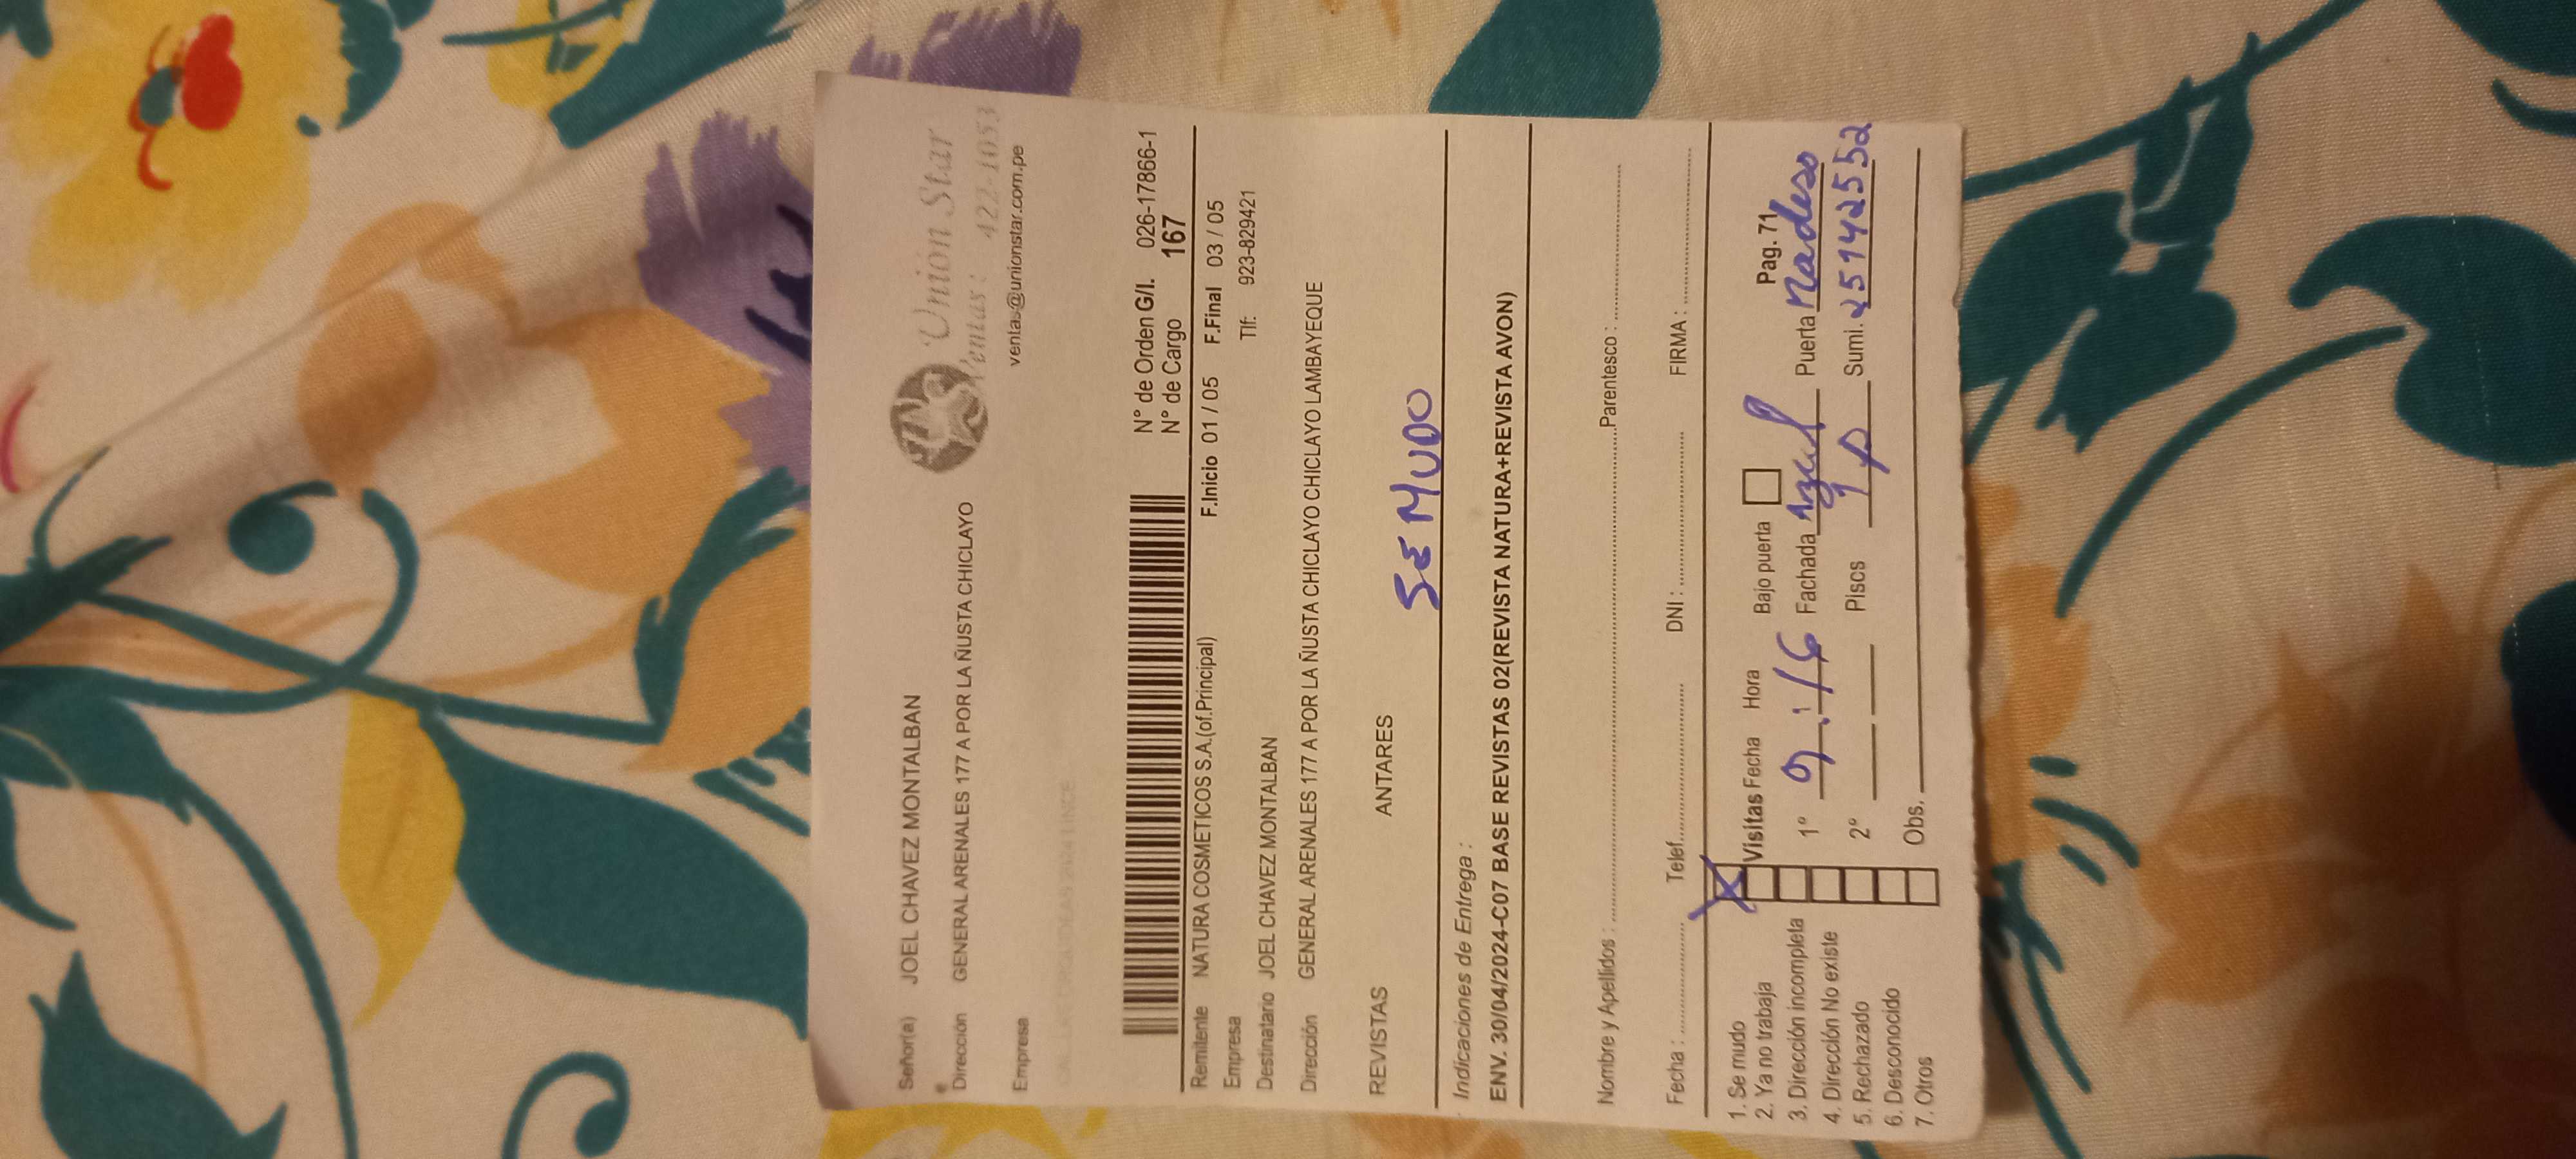 Señor(a) JOEL CHAVEZ MONTALBAN
Dirección GENERAL ARENALES 177 A POR LA ÑUSTA CHICLAYO
Empresa
Union Star
Ventas: 422-1053
ventas@unionstar.com.pe
N° de Orden G/I. 026-17866-1
N° de Cargo 167
Remitente NATURA COSMETICOS S.A.(of.Principal) F.Inicio 01 / 05 F.Final 03 / 05
Empresa Tlf: 923-829421
Destinatario JOEL CHAVEZ MONTALBAN
Dirección GENERAL ARENALES 177 A POR LA ÑUSTA CHICLAYO CHICLAYO LAMBAYEQUE
REVISTAS ANTARES
SE MUDO
Indicaciones de Entrega :
ENV. 30/04/2024-C07 BASE REVISTAS 02(REVISTA NATURA+REVISTA AVON)
Nombre y Apellidos : Parentesco :
Fecha : Telef. DNI : FIRMA :
1. Se mudo X
2. Ya no trabaja
3. Dirección incompleta
4. Dirección No existe
5. Rechazado
6. Desconocido
7. Otros
Visitas Fecha Hora Bajo puerta Pag. 71
1° Fachada Azul Puerta Madera
2° Piscs 1 P Sumi. 25142552
Obs.